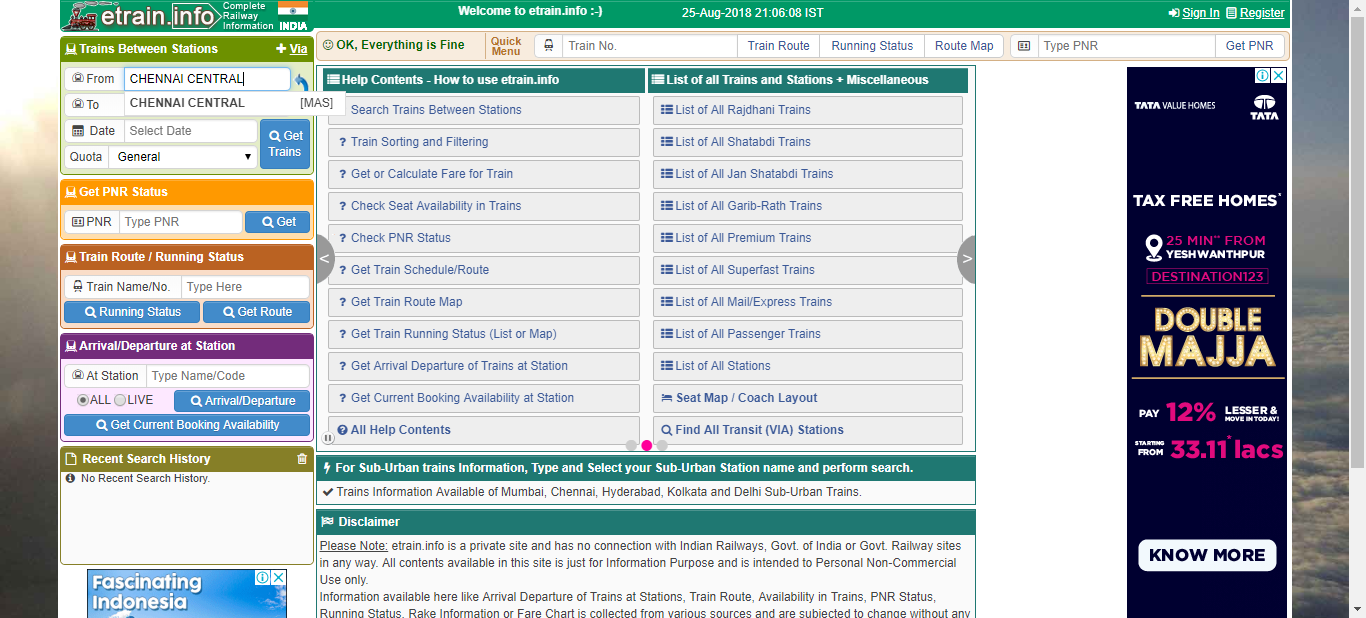 etrain.info
Complete
Railway
Information
INDIA
Welcome to etrain.info :-)
25-Aug-2018 21:06:08 IST
Sign In
Register
Trains Between Stations
Via
From
CHENNAI CENTRAL
CHENNAI CENTRAL [MAS]
To
Date
Select Date
Get
Trains
Quota
General
Get PNR Status
PNR
Type PNR
Get
Train Route / Running Status
Train Name/No.
Type Here
Running Status
Get Route
Arrival/Departure at Station
At Station
Type Name/Code
ALL
LIVE
Arrival/Departure
Get Current Booking Availability
Recent Search History
No Recent Search History.
Fascinating
Indonesia
OK, Everything is Fine
Quick
Menu
Train No.
Train Route
Running Status
Route Map
Type PNR
Get PNR
Help Contents - How to use etrain.info
Search Trains Between Stations
? Train Sorting and Filtering
? Get or Calculate Fare for Train
? Check Seat Availability in Trains
? Check PNR Status
? Get Train Schedule/Route
? Get Train Route Map
? Get Train Running Status (List or Map)
? Get Arrival Departure of Trains at Station
? Get Current Booking Availability at Station
All Help Contents
List of all Trains and Stations + Miscellaneous
List of All Rajdhani Trains
List of All Shatabdi Trains
List of All Jan Shatabdi Trains
List of All Garib-Rath Trains
List of All Premium Trains
List of All Superfast Trains
List of All Mail/Express Trains
List of All Passenger Trains
List of All Stations
Seat Map / Coach Layout
Find All Transit (VIA) Stations
<
>
For Sub-Urban trains Information, Type and Select your Sub-Urban Station name and perform search.
Trains Information Available of Mumbai, Chennai, Hyderabad, Kolkata and Delhi Sub-Urban Trains.
Disclaimer
Please Note: etrain.info is a private site and has no connection with Indian Railways, Govt. of India or Govt. Railway sites
in any way. All contents available in this site is just for Information Purpose and is intended to Personal Non-Commercial
Use only.
Information available here like Arrival Departure of Trains at Stations, Train Route, Availability in Trains, PNR Status,
Running Status, Rake Information or Fare Chart is collected from various sources and are subjected to change without any
TATA VALUE HOMES
TATA
TAX FREE HOMES*
25 MIN** FROM
YESHWANTHPUR
DESTINATION123
DOUBLE
MAJJA
PAY 12% LESSER &
MOVE IN TODAY!
STARTING
FROM 33.11* lacs
KNOW MORE